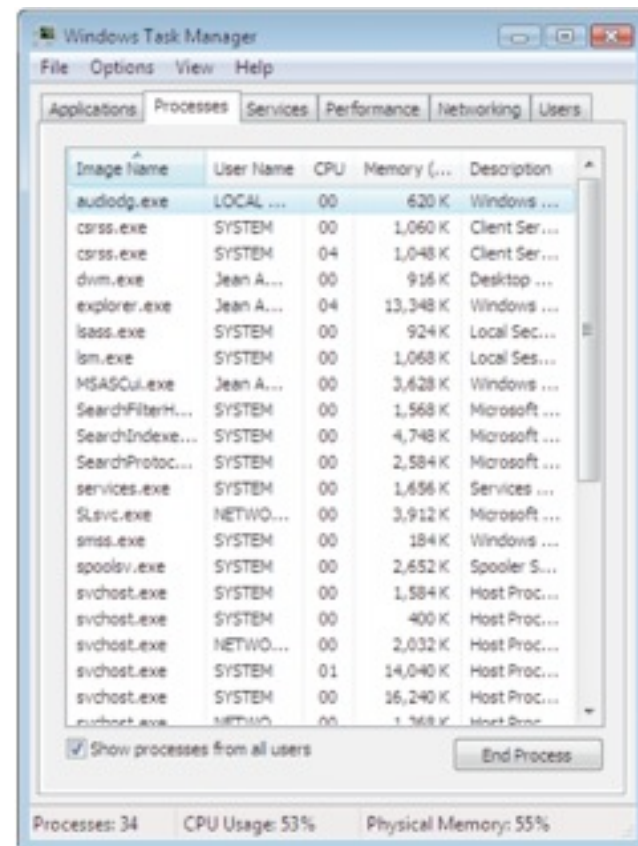 Windows Task Manager
File Options View Help
Applications Processes Services Performance Networking Users
Image Name User Name CPU Memory (... Description
audiodg.exe LOCAL ... 00 620 K Windows ...
csrss.exe SYSTEM 00 1,060 K Client Ser...
csrss.exe SYSTEM 04 1,048 K Client Ser...
dwm.exe Jean A... 00 916 K Desktop ...
explorer.exe Jean A... 04 13,348 K Windows ...
lsass.exe SYSTEM 00 924 K Local Sec...
lsm.exe SYSTEM 00 1,068 K Local Ses...
MSASCui.exe Jean A... 00 3,628 K Windows ...
SearchFilterH... SYSTEM 00 1,568 K Microsoft ...
SearchIndexe... SYSTEM 00 4,748 K Microsoft ...
SearchProtoc... SYSTEM 00 2,584 K Microsoft ...
services.exe SYSTEM 00 1,656 K Services ...
SLsvc.exe NETWO... 00 3,912 K Microsoft ...
smss.exe SYSTEM 00 184 K Windows ...
spoolsv.exe SYSTEM 00 2,652 K Spooler S...
svchost.exe SYSTEM 00 1,584 K Host Proc...
svchost.exe SYSTEM 00 400 K Host Proc...
svchost.exe NETWO... 00 2,032 K Host Proc...
svchost.exe SYSTEM 01 14,040 K Host Proc...
svchost.exe SYSTEM 00 16,240 K Host Proc...
svchost.exe NETWO... 00 1,368 K Host Proc...
Show processes from all users End Process
Processes: 34 CPU Usage: 53% Physical Memory: 55%